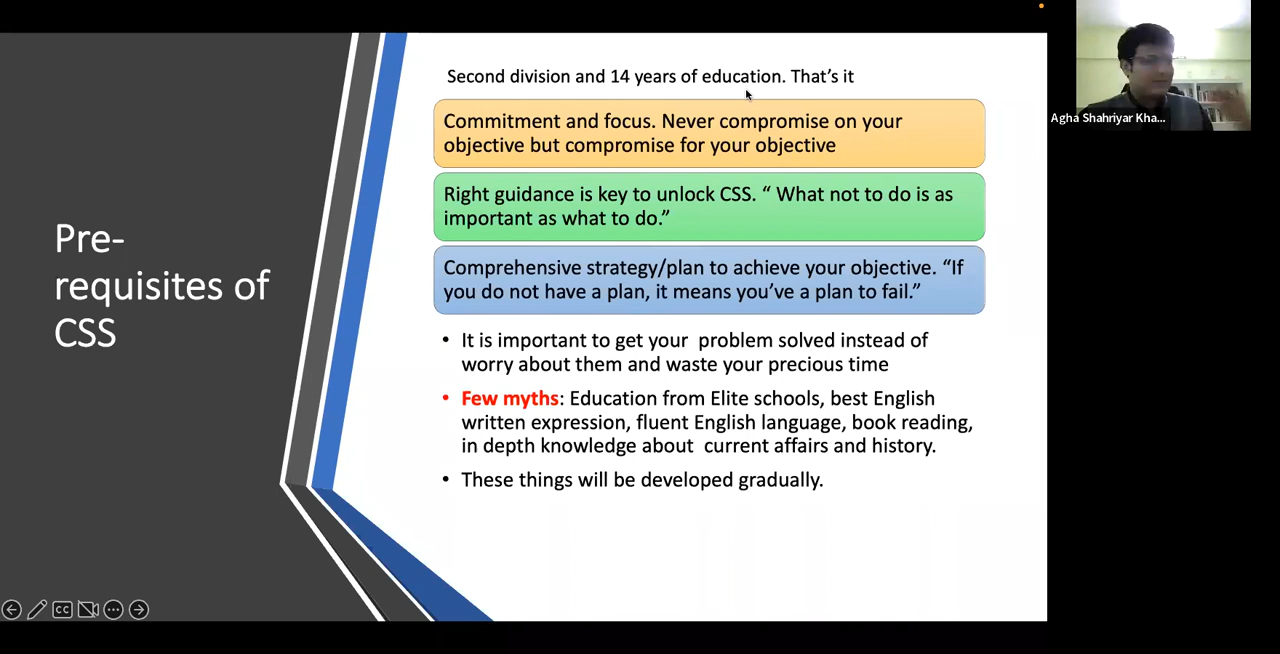 Pre-
requisites of
CSS
Second division and 14 years of education. That's it
Commitment and focus. Never compromise on your
objective but compromise for your objective
Right guidance is key to unlock CSS. “ What not to do is as
important as what to do.”
Comprehensive strategy/plan to achieve your objective. “If
you do not have a plan, it means you've a plan to fail.”
• It is important to get your  problem solved instead of
worry about them and waste your precious time
• Few myths: Education from Elite schools, best English
written expression, fluent English language, book reading,
in depth knowledge about  current affairs and history.
• These things will be developed gradually.
Agha Shahriyar Kha...
CC